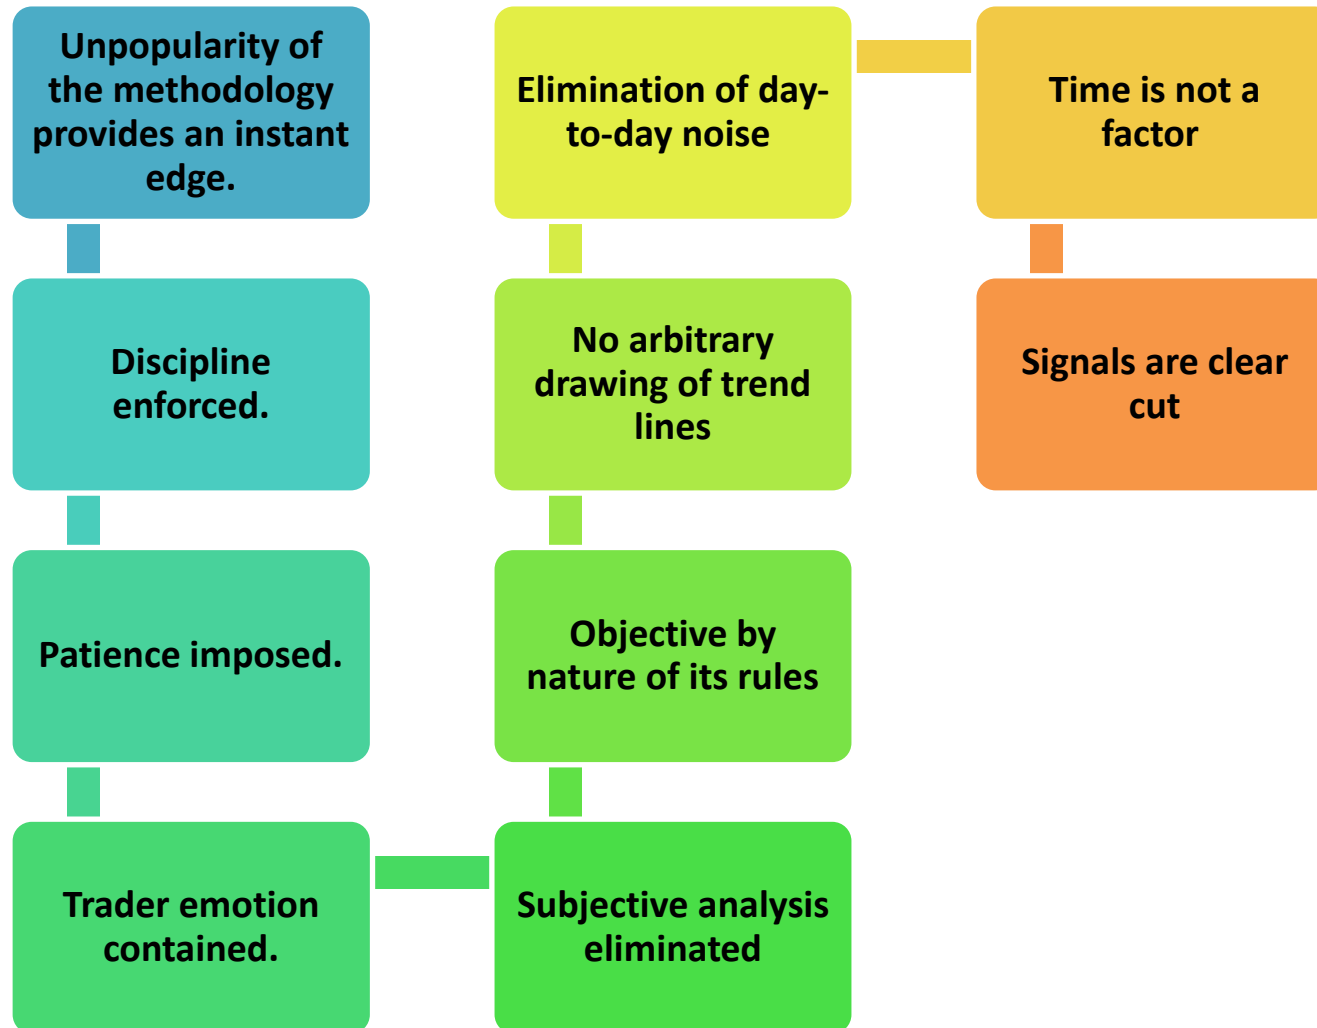 Unpopularity of
the methodology
provides an instant
edge.
Discipline
enforced.
Patience imposed.
Trader emotion
contained.
Subjective analysis
eliminated
Objective by
nature of its rules
No arbitrary
drawing of trend
lines
Elimination of day-
to-day noise
Time is not a
factor
Signals are clear
cut